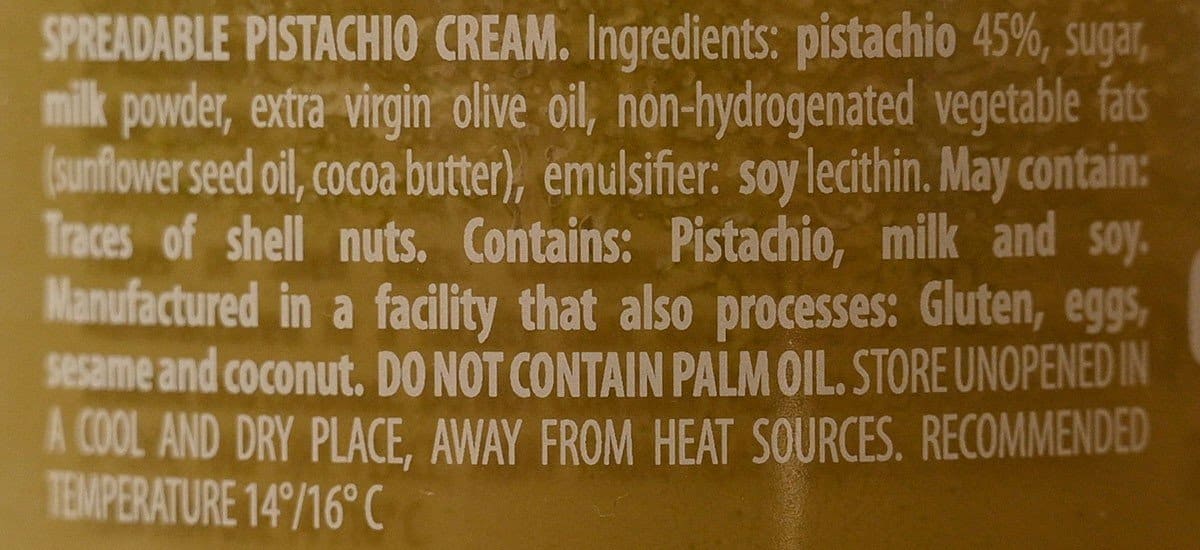 SPREADABLE PISTACHIO CREAM. Ingredients: pistachio 45%, sugar,
milk powder, extra virgin olive oil, non-hydrogenated vegetable fats
(sunflower seed oil, cocoa butter), emulsifier: soy lecithin. May contain:
Traces of shell nuts. Contains: Pistachio, milk and soy.
Manufactured in a facility that also processes: Gluten, eggs,
sesame and coconut. DO NOT CONTAIN PALM OIL. STORE UNOPENED IN
A COOL AND DRY PLACE, AWAY FROM HEAT SOURCES. RECOMMENDED
TEMPERATURE 14°/16° C